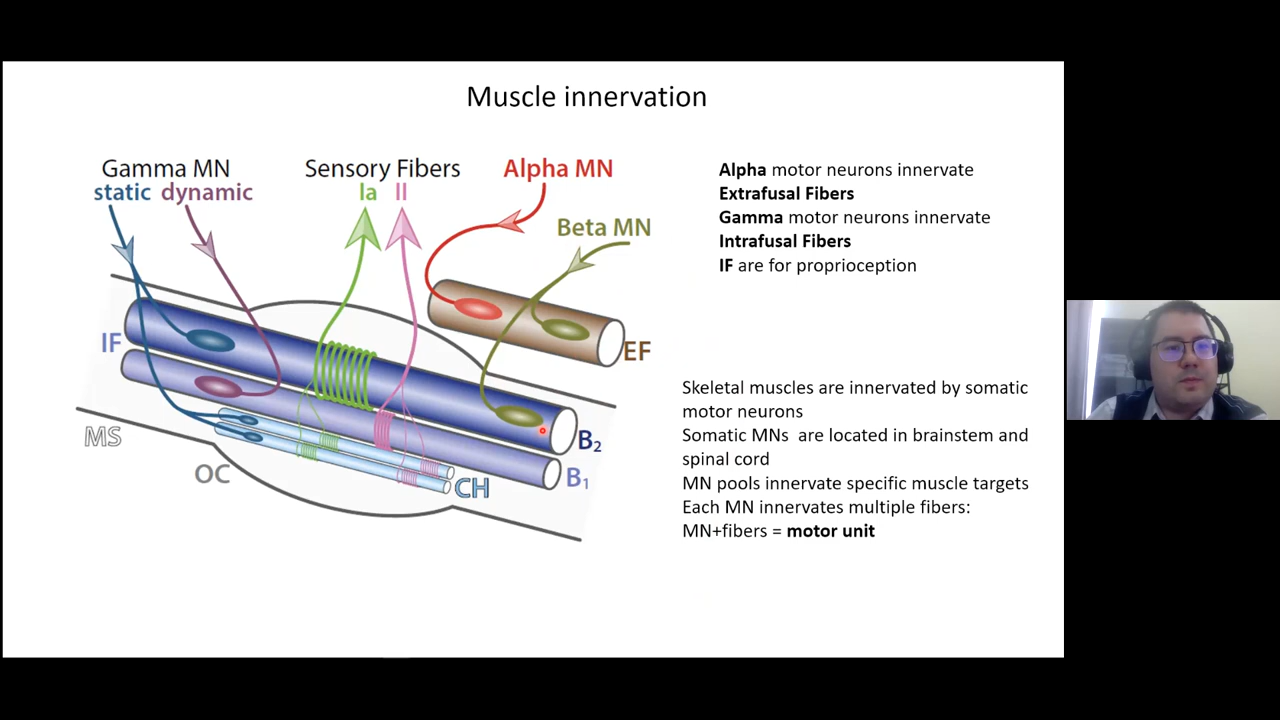 Muscle innervation
Gamma MN
static dynamic
Sensory Fibers
Ia II
Alpha MN
Beta MN
IF
EF
MS
OC
B2
B1
CH
Alpha motor neurons innervate
Extrafusal Fibers
Gamma motor neurons innervate
Intrafusal Fibers
IF are for proprioception
Skeletal muscles are innervated by somatic
motor neurons
Somatic MNs are located in brainstem and
spinal cord
MN pools innervate specific muscle targets
Each MN innervates multiple fibers:
MN+fibers = motor unit